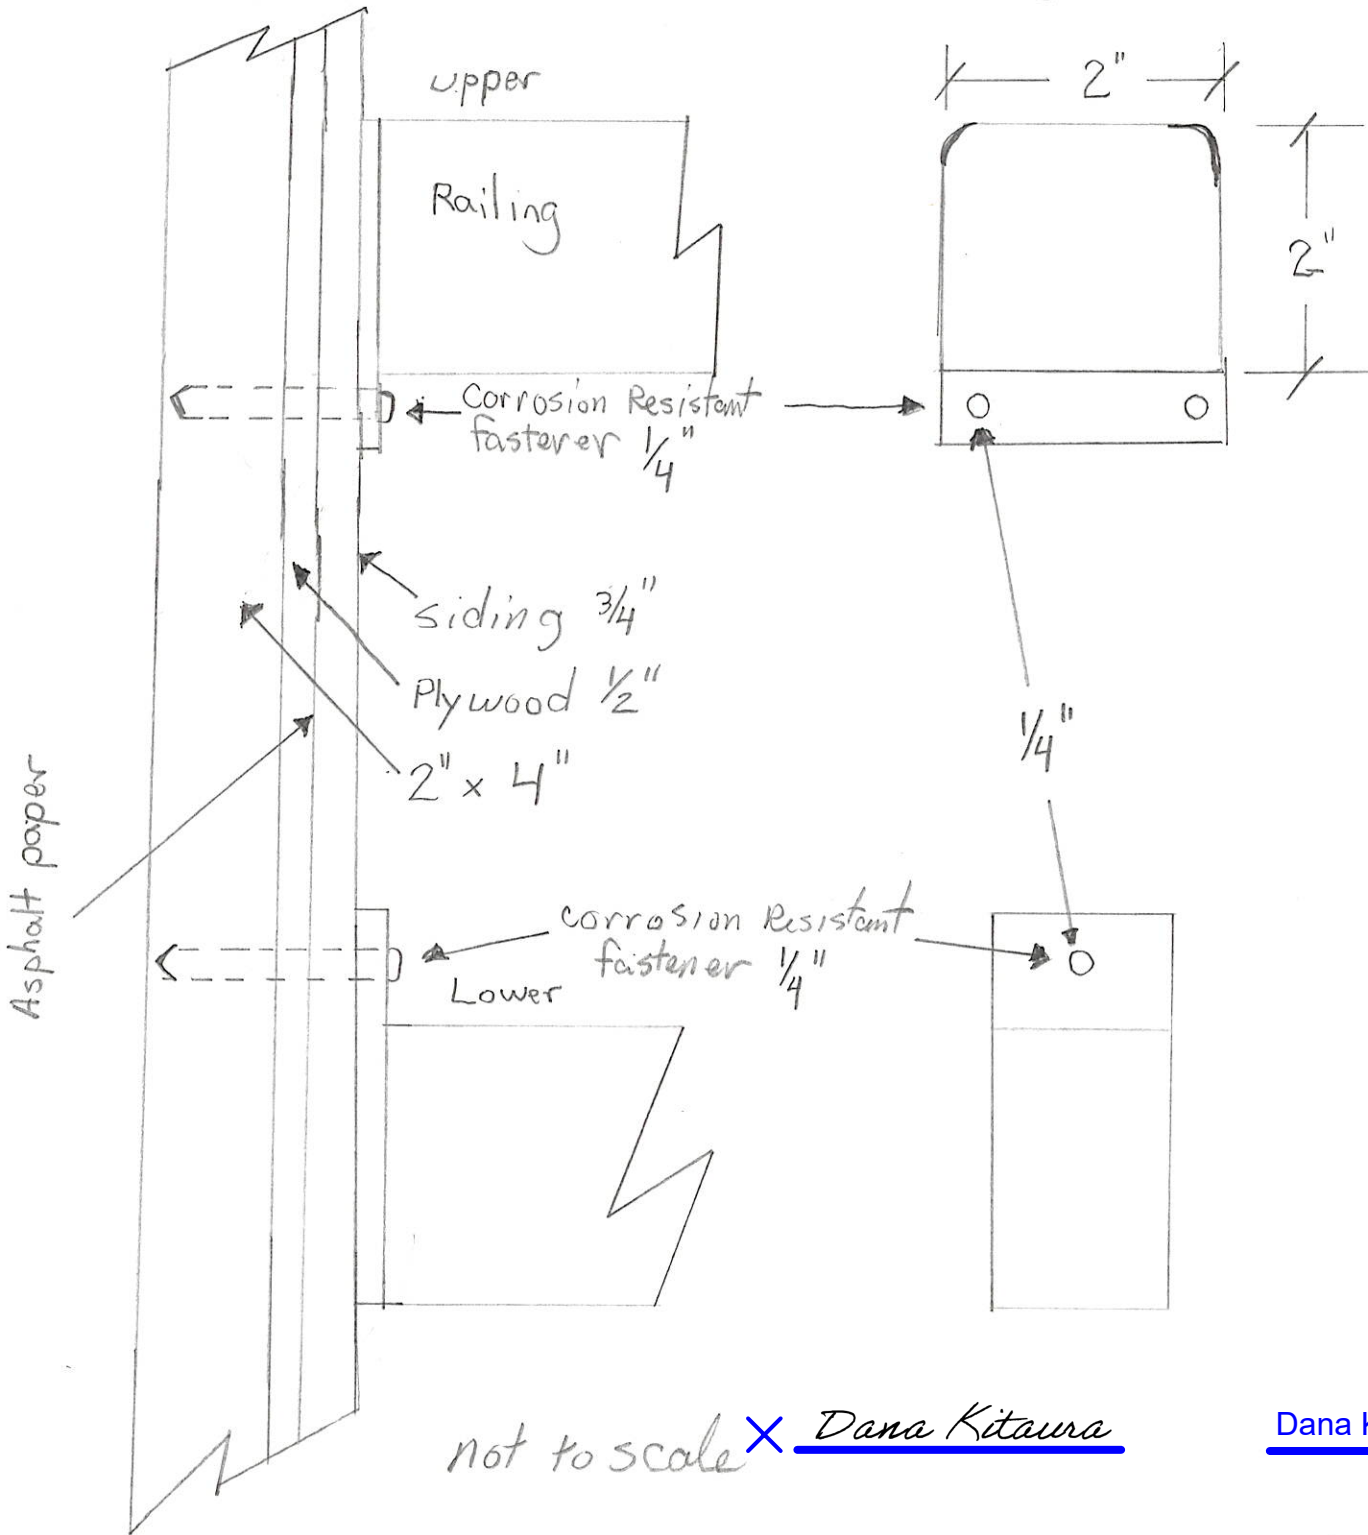 upper
2"
Railing
2"
Corrosion Resistant
fastener 1/4"
siding 3/4"
Plywood 1/2"
1/4"
2" x 4"
Asphalt paper
corrosion Resistant
fastener 1/4"
Lower
not to scale X Dana Kitaura
Dana K